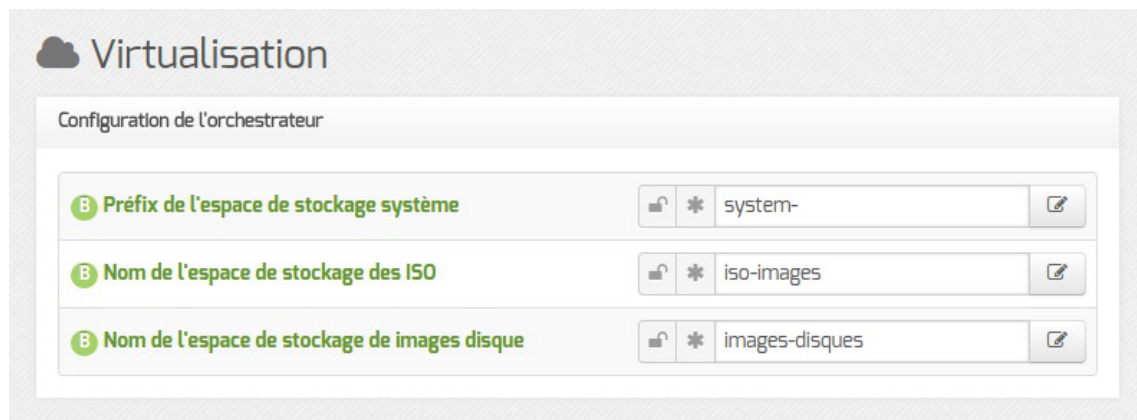 Virtualisation
Configuration de l'orchestrateur
B Préfix de l'espace de stockage système system-
B Nom de l'espace de stockage des ISO iso-images
B Nom de l'espace de stockage de images disque images-disques